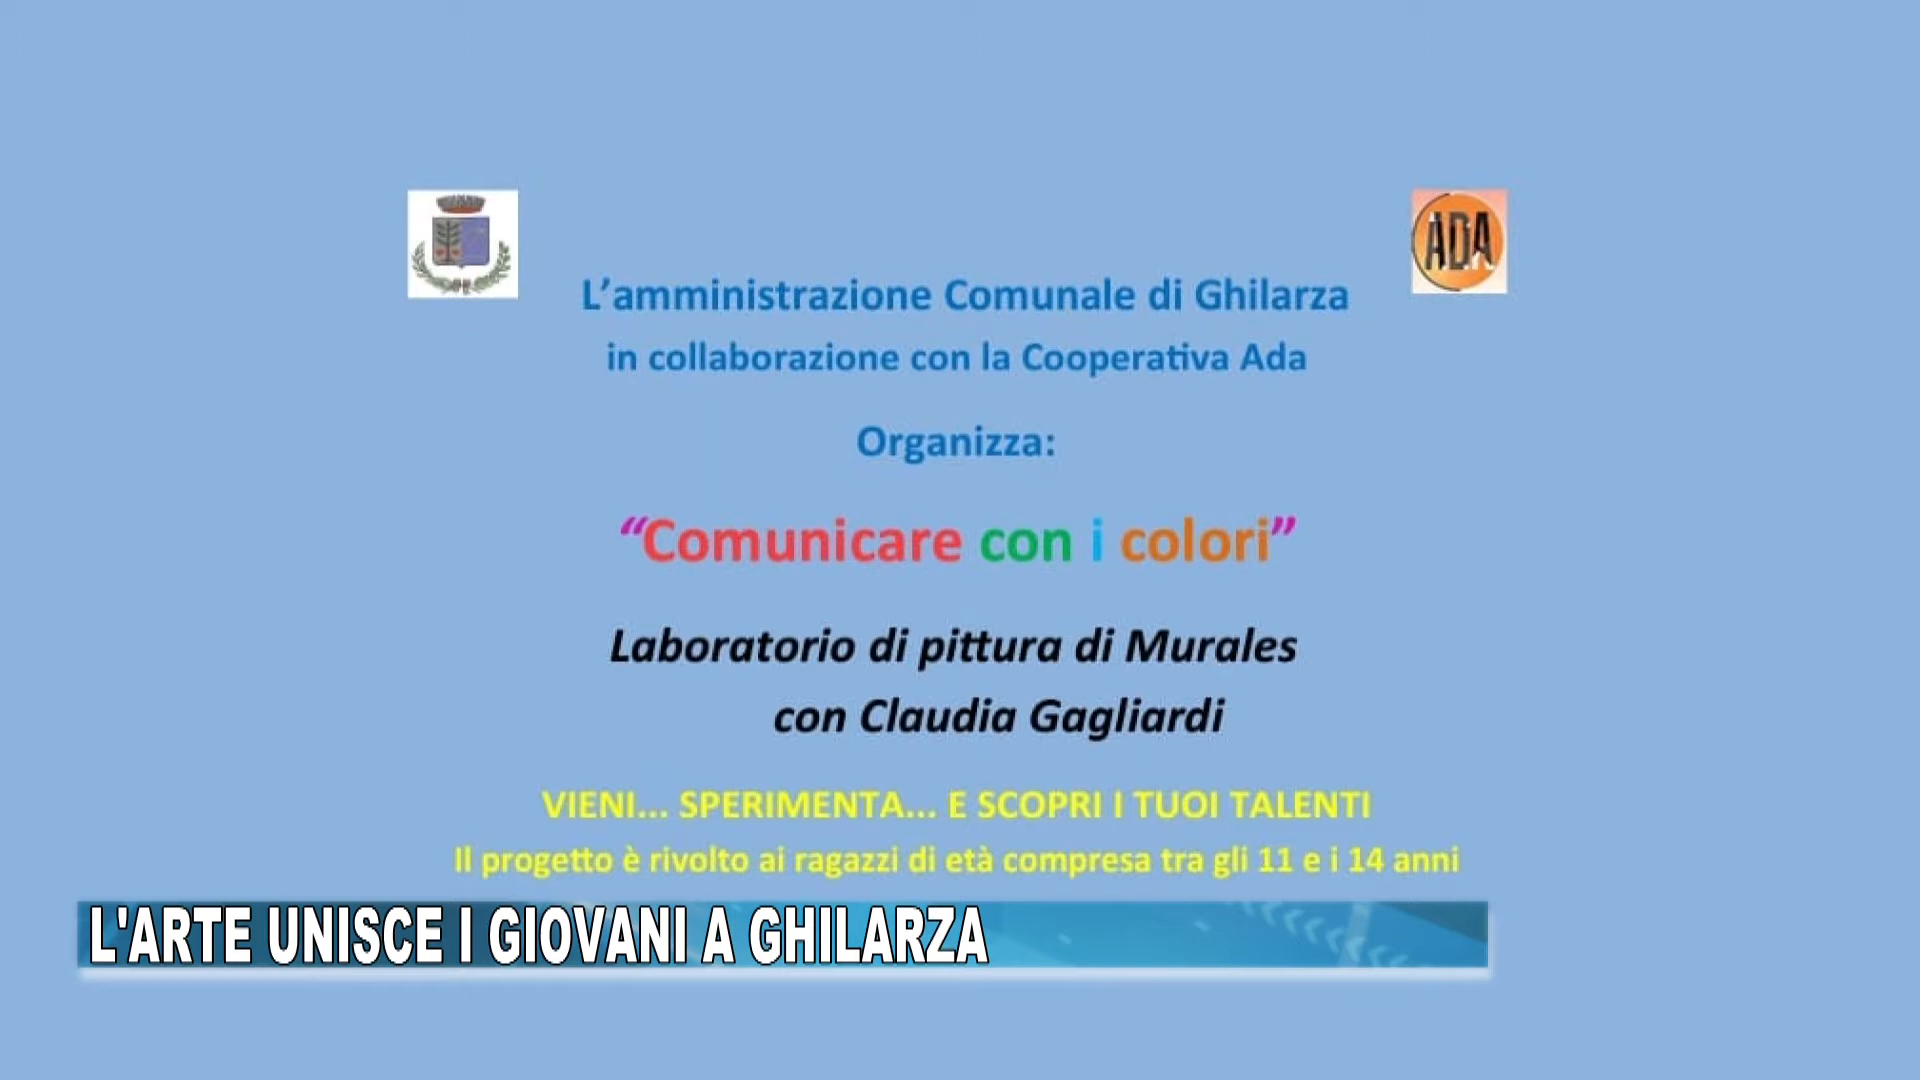 ADA
L'amministrazione Comunale di Ghilarza
in collaborazione con la Cooperativa Ada
Organizza:
“Comunicare con i colori”
Laboratorio di pittura di Murales
con Claudia Gagliardi
VIENI... SPERIMENTA... E SCOPRI I TUOI TALENTI
Il progetto è rivolto ai ragazzi di età compresa tra gli 11 e i 14 anni
L'ARTE UNISCE I GIOVANI A GHILARZA